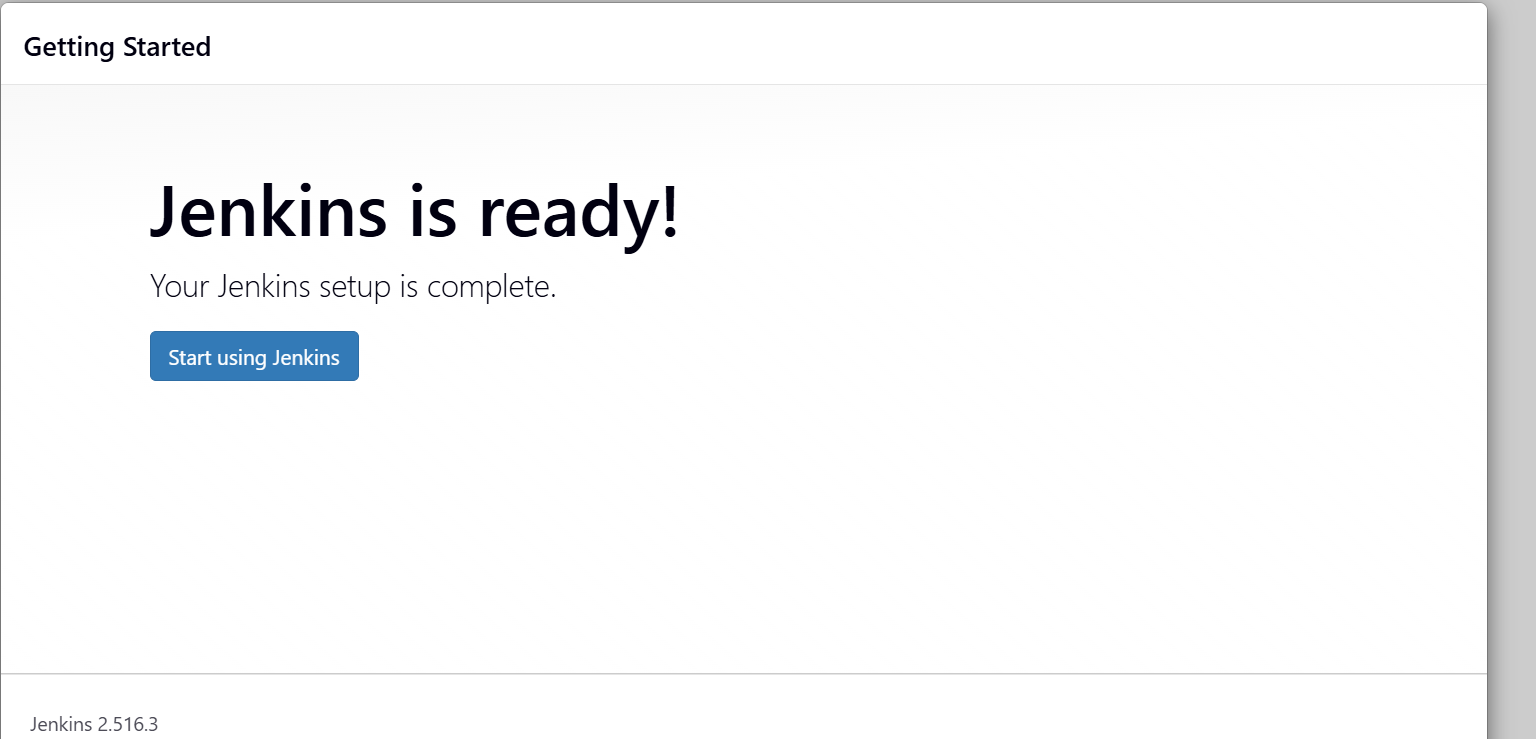 Getting Started
Jenkins is ready!
Your Jenkins setup is complete.
Start using Jenkins
Jenkins 2.516.3